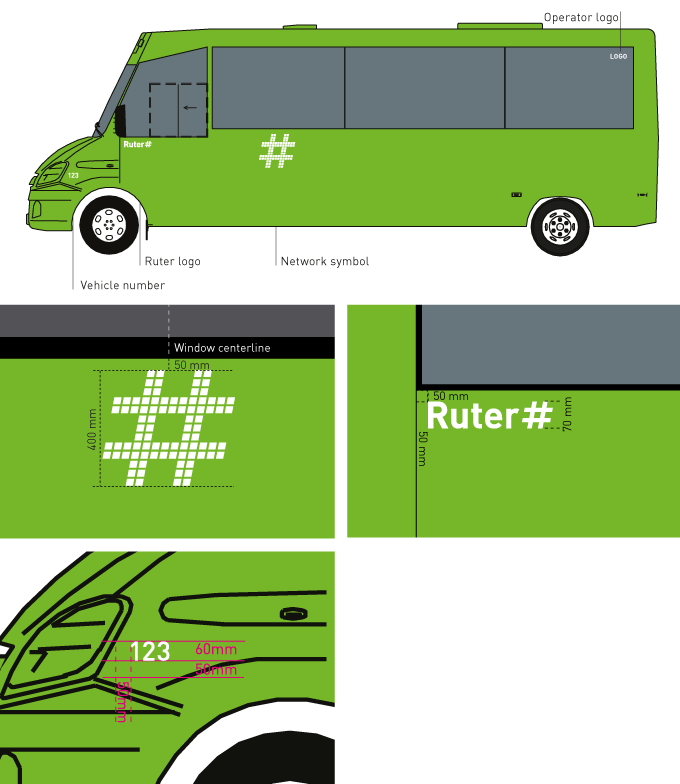 Operator logo
LOGO
Ruter#
123
Ruter logo
Network symbol
Vehicle number
Window centerline
50 mm
400 mm
50 mm
Ruter#
70 mm
50 mm
123
60mm
50mm
50mm